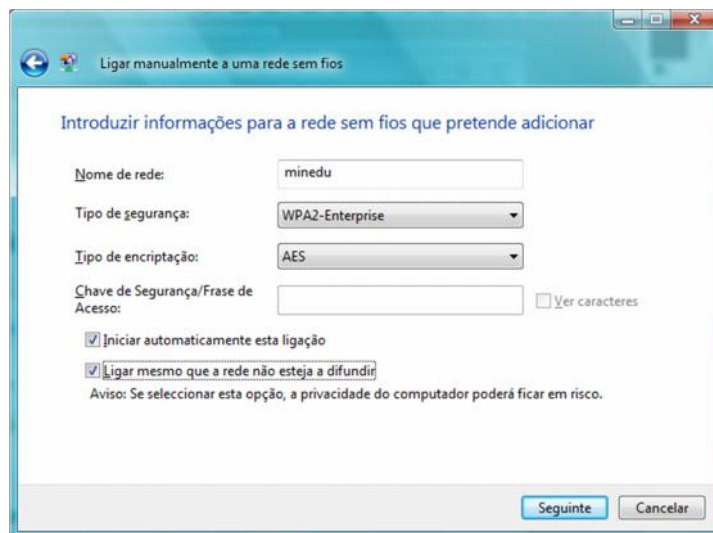 Ligar manualmente a uma rede sem fios
Introduzir informações para a rede sem fios que pretende adicionar
Nome de rede: minedu
Tipo de segurança: WPA2-Enterprise
Tipo de encriptação: AES
Chave de Segurança/Frase de
Acesso:
Ver caracteres
Iniciar automaticamente esta ligação
Ligar mesmo que a rede não esteja a difundir
Aviso: Se seleccionar esta opção, a privacidade do computador poderá ficar em risco.
Seguinte Cancelar